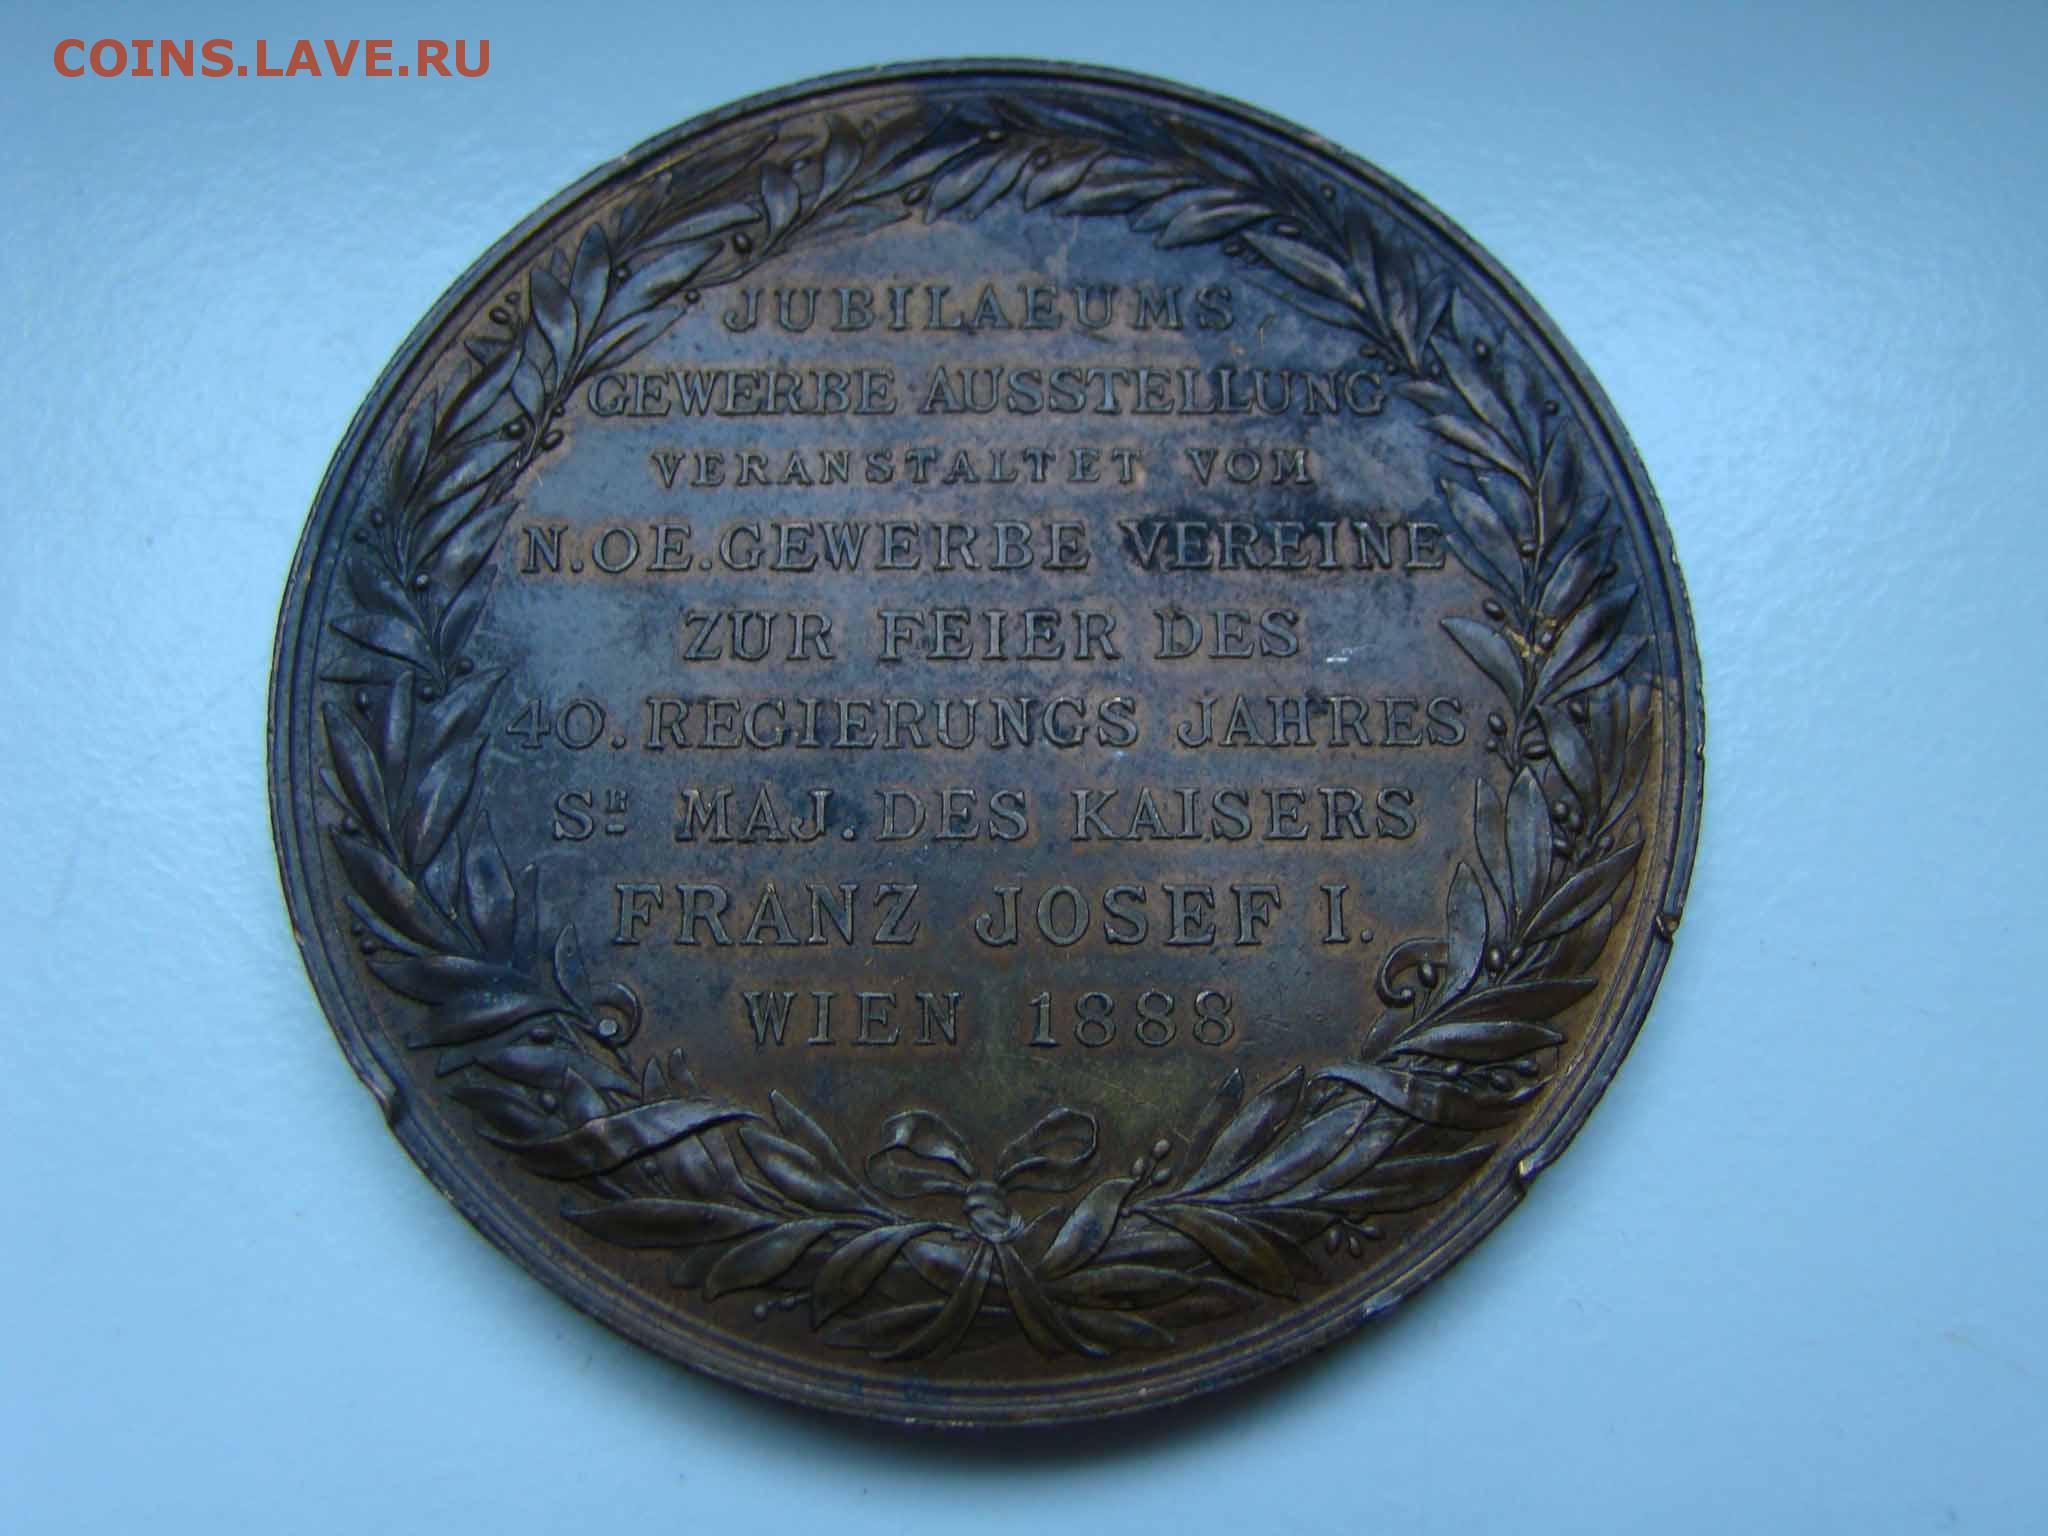 COINS.LAVE.RU
JUBILAEUMS
GEWERBE AUSSTELLUNG
VERANSTALTET VOM
N.OE.GEWERBE VEREINE
ZUR FEIER DES
40. REGIERUNGS JAHRES
SR MAJ. DES KAISERS
FRANZ JOSEF I.
WIEN 1888